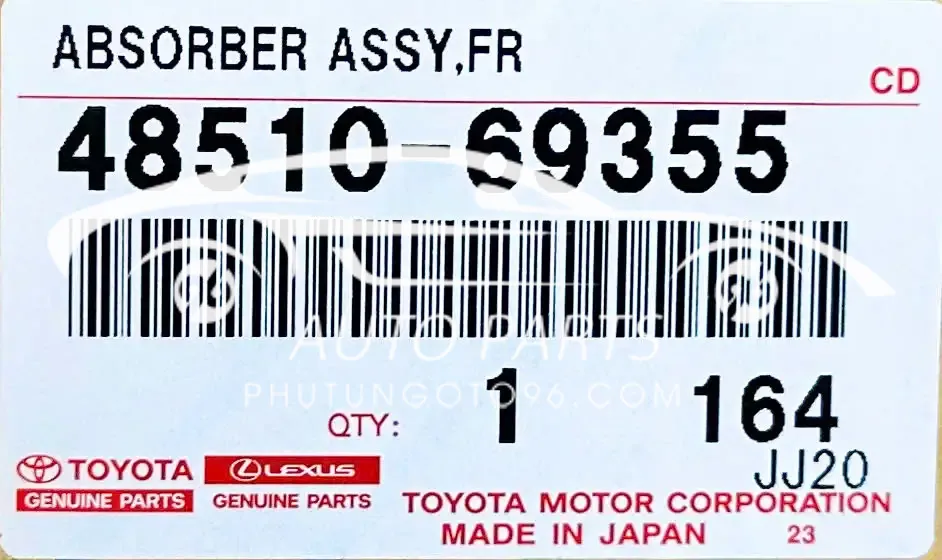 ABSORBER ASSY,FR
CD
48510-69355
AUTO PARTS
PHUTUNGOTO96.COM
QTY: 1 164
JJ20
TOYOTA LEXUS
GENUINE PARTS GENUINE PARTS
TOYOTA MOTOR CORPORATION
MADE IN JAPAN 23